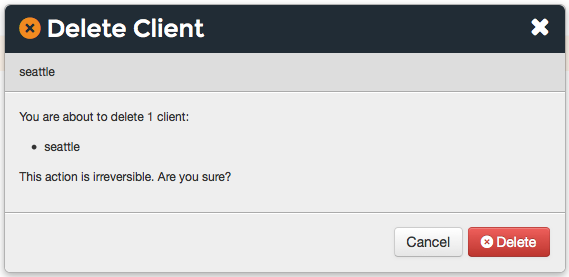 Delete Client
seattle
You are about to delete 1 client:
• seattle
This action is irreversible. Are you sure?
Cancel
Delete